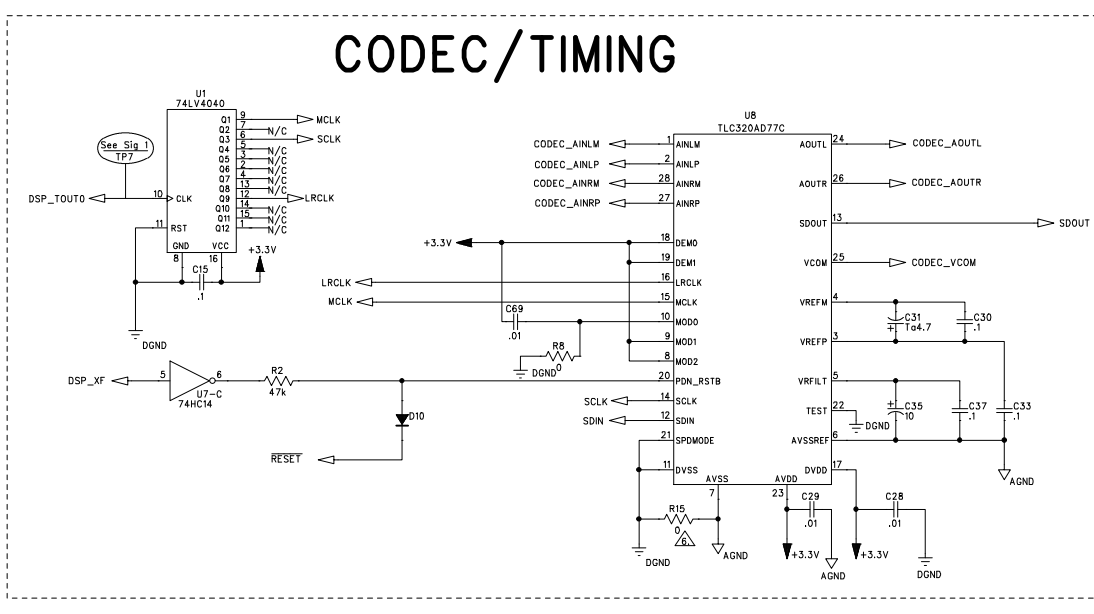 CODEC/TIMING
U1
74LV4040
See Sig 1
TP7
DSP_TOUT0
10
CLK
11
RST
GND
VCC
8
16
Q1
9
MCLK
Q2
7
N/C
Q3
6
SCLK
Q4
5
N/C
Q5
3
N/C
Q6
2
N/C
Q7
4
N/C
Q8
13
N/C
Q9
12
LRCLK
Q10
14
N/C
Q11
15
N/C
Q12
1
N/C
+3.3V
C15
.1
DGND
DSP_XF
5
6
U7-C
74HC14
R2
47k
D10
RESET
U8
TLC320AD77C
CODEC_AINLM
1
AINLM
CODEC_AINLP
2
AINLP
CODEC_AINRM
28
AINRM
CODEC_AINRP
27
AINRP
+3.3V
18
DEM0
19
DEM1
LRCLK
16
LRCLK
MCLK
15
MCLK
C69
.01
10
MOD0
R8
0
DGND
9
MOD1
8
MOD2
20
PDN_RSTB
SCLK
14
SCLK
SDIN
12
SDIN
21
SPDMODE
11
DVSS
AVSS
7
AVDD
23
R15
0
6.
DGND
AGND
C29
.01
+3.3V
AGND
AOUTL
24
CODEC_AOUTL
AOUTR
26
CODEC_AOUTR
SDOUT
13
SDOUT
VCOM
25
CODEC_VCOM
VREFM
4
C31
+
Ta4.7
C30
.1
VREFP
3
VRFILT
5
+
C35
10
C37
.1
C33
.1
TEST
22
DGND
AVSSREF
6
AGND
DVDD
17
C28
.01
+3.3V
DGND